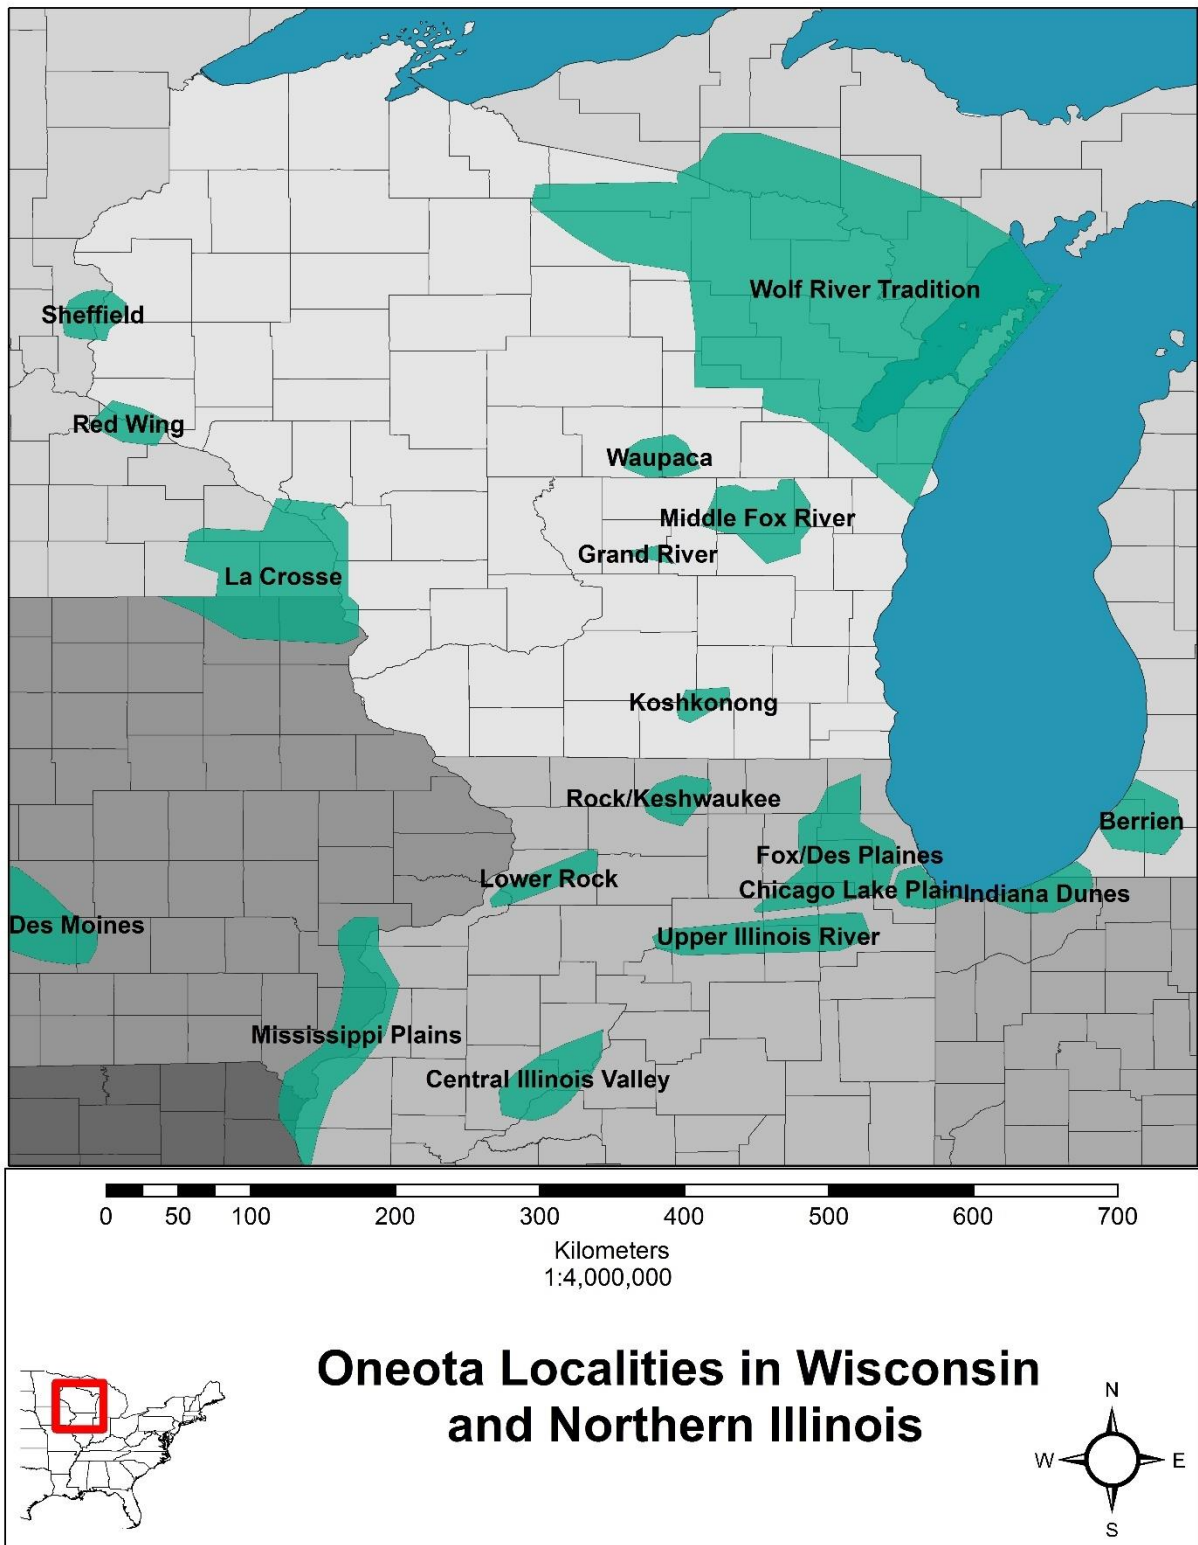 Wolf River Tradition
Sheffield
Red Wing
Waupaca
Middle Fox River
Grand River
La Crosse
Koshkonong
Rock/Keshwaukee
Berrien
Fox/Des Plaines
Lower Rock
Chicago Lake Plain
Indiana Dunes
Des Moines
Upper Illinois River
Mississippi Plains
Central Illinois Valley
0 50 100 200 300 400 500 600 700
Kilometers
1:4,000,000
Oneota Localities in Wisconsin
and Northern Illinois
N
W E
S